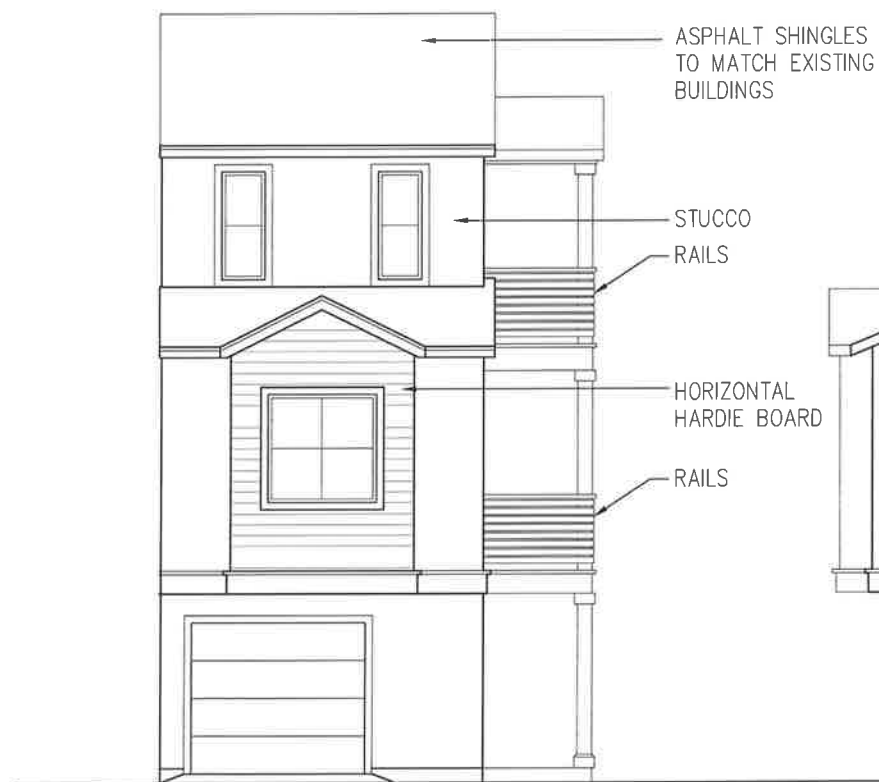 ASPHALT SHINGLES
TO MATCH EXISTING
BUILDINGS
STUCCO
RAILS
HORIZONTAL
HARDIE BOARD
RAILS